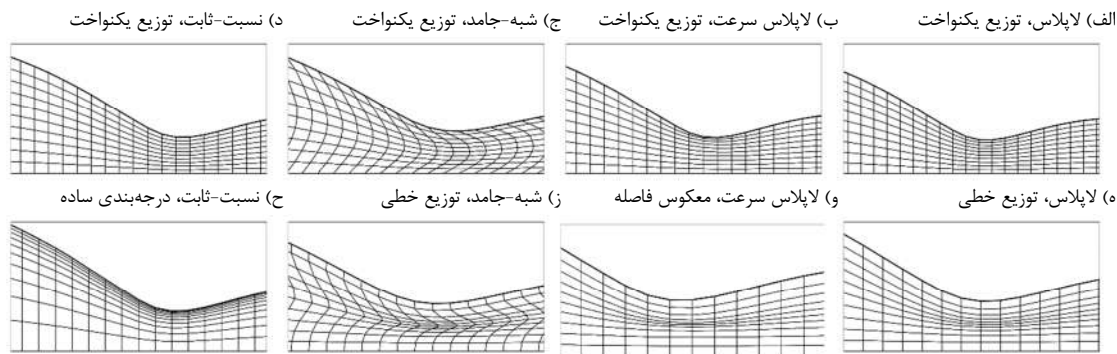 الف) لاپلاس، توزیع یکنواخت
ب) لاپلاس سرعت، توزیع یکنواخت
ج) شبه-جامد، توزیع یکنواخت
د) نسبت-ثابت، توزیع یکنواخت
ه) لاپلاس، توزیع خطی
و) لاپلاس سرعت، معکوس فاصله
ز) شبه-جامد، توزیع خطی
ح) نسبت-ثابت، درجه‌بندی ساده